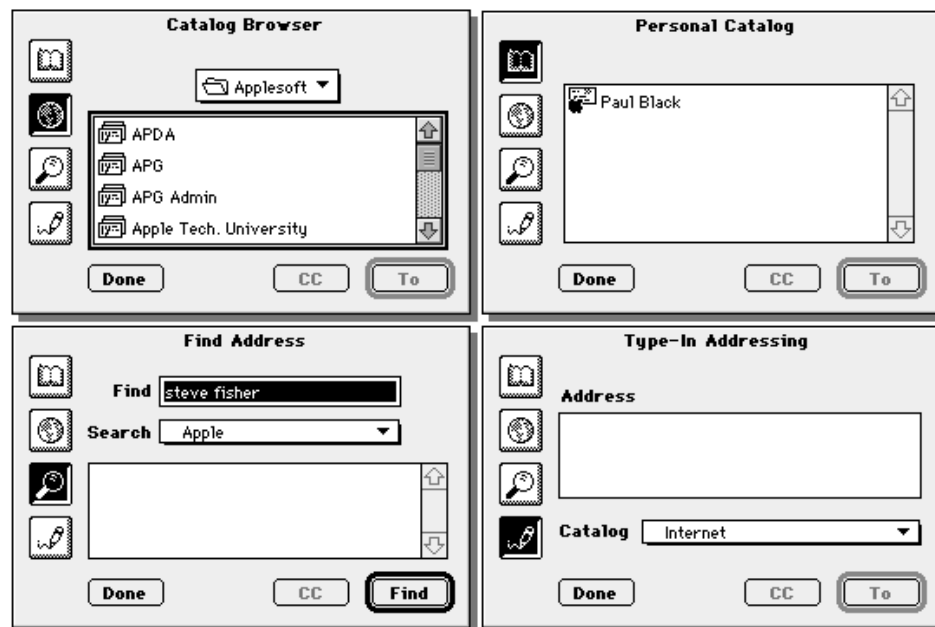 Catalog Browser
Applesoft
APDA
APG
APG Admin
Apple Tech. University
Done CC To
Personal Catalog
Paul Black
Done CC To
Find Address
Find steve fisher
Search Apple
Done CC Find
Type-In Addressing
Address
Catalog Internet
Done CC To